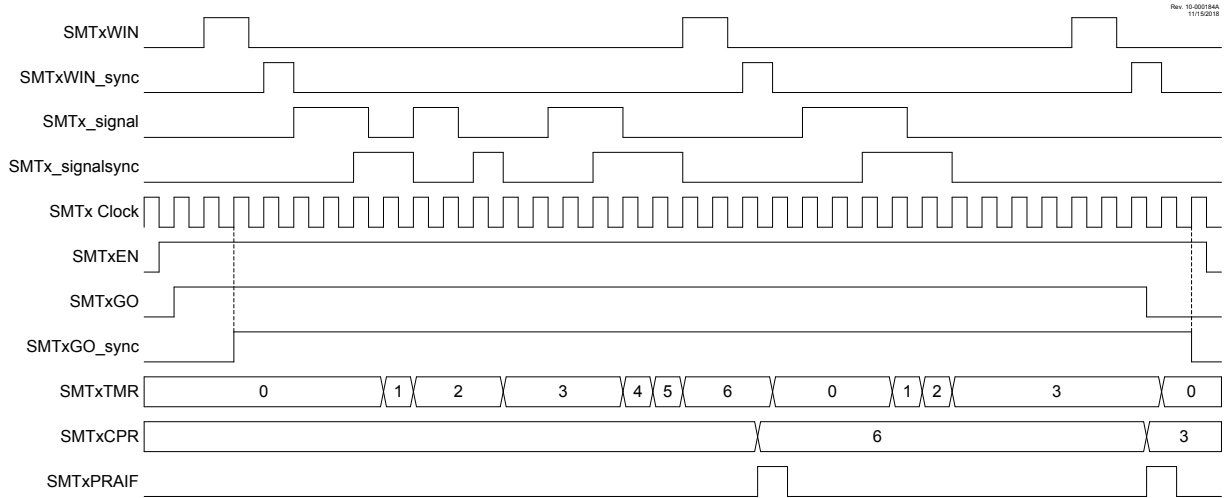 Rev. 10-000184A
11/15/2018
SMTxWIN
SMTxWIN_sync
SMTx_signal
SMTx_signalsync
SMTx Clock
SMTxEN
SMTxGO
SMTxGO_sync
SMTxTMR 0 1 2 3 4 5 6 0 1 2 3 0
SMTxCPR 6 3
SMTxPRAIF